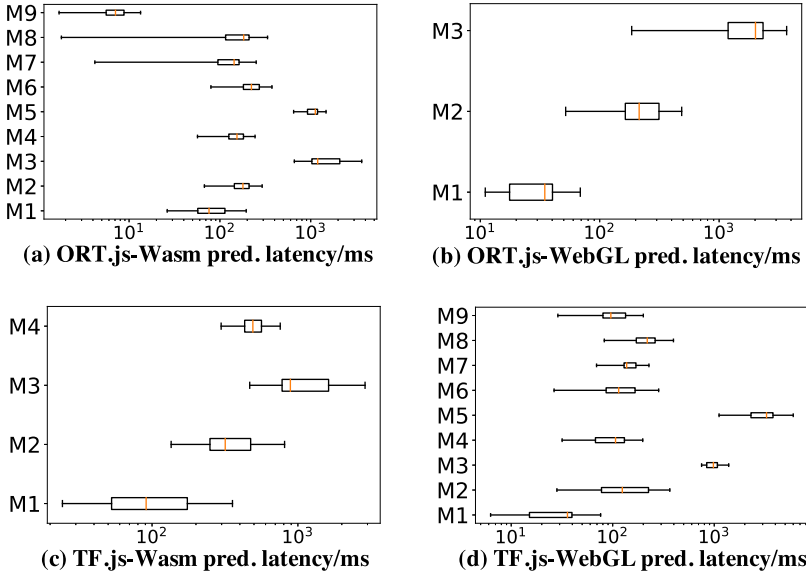 M9
M8
M7
M6
M5
M4
M3
M2
M1
10¹ 10² 10³
(a) ORT.js-Wasm pred. latency/ms
M3
M2
M1
10¹ 10² 10³
(b) ORT.js-WebGL pred. latency/ms
M4
M3
M2
M1
10² 10³
(c) TF.js-Wasm pred. latency/ms
M9
M8
M7
M6
M5
M4
M3
M2
M1
10¹ 10² 10³
(d) TF.js-WebGL pred. latency/ms